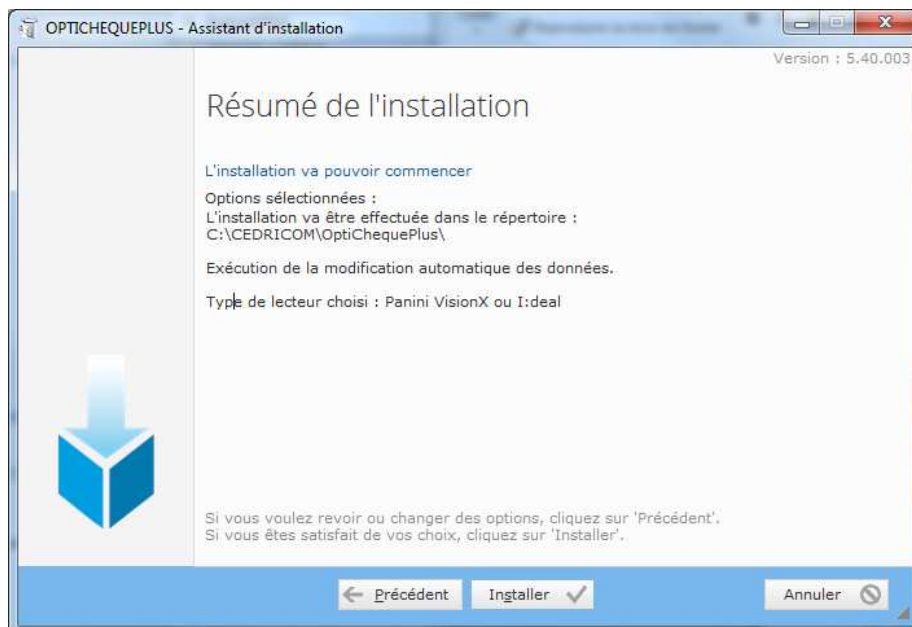 OPTICHEQUEPLUS - Assistant d'installation
Version : 5.40.003
Résumé de l'installation
L'installation va pouvoir commencer
Options sélectionnées :
L'installation va être effectuée dans le répertoire :
C:\CEDRICOM\OptiChequePlus\
Exécution de la modification automatique des données.
Type de lecteur choisi : Panini VisionX ou I:deal
Si vous voulez revoir ou changer des options, cliquez sur 'Précédent'.
Si vous êtes satisfait de vos choix, cliquez sur 'Installer'.
Précédent Installer Annuler